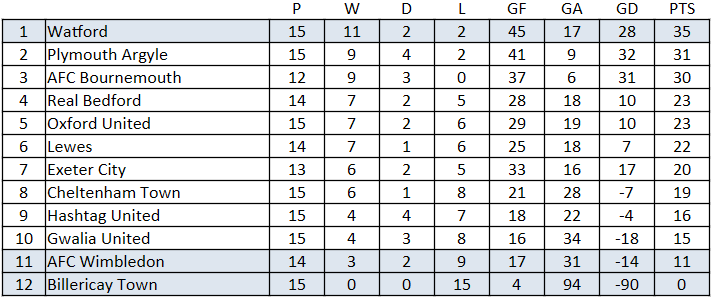 P W D L GF GA GD PTS
1 Watford 15 11 2 2 45 17 28 35
2 Plymouth Argyle 15 9 4 2 41 9 32 31
3 AFC Bournemouth 12 9 3 0 37 6 31 30
4 Real Bedford 14 7 2 5 28 18 10 23
5 Oxford United 15 7 2 6 29 19 10 23
6 Lewes 14 7 1 6 25 18 7 22
7 Exeter City 13 6 2 5 33 16 17 20
8 Cheltenham Town 15 6 1 8 21 28 -7 19
9 Hashtag United 15 4 4 7 18 22 -4 16
10 Gwalia United 15 4 3 8 16 34 -18 15
11 AFC Wimbledon 14 3 2 9 17 31 -14 11
12 Billericay Town 15 0 0 15 4 94 -90 0